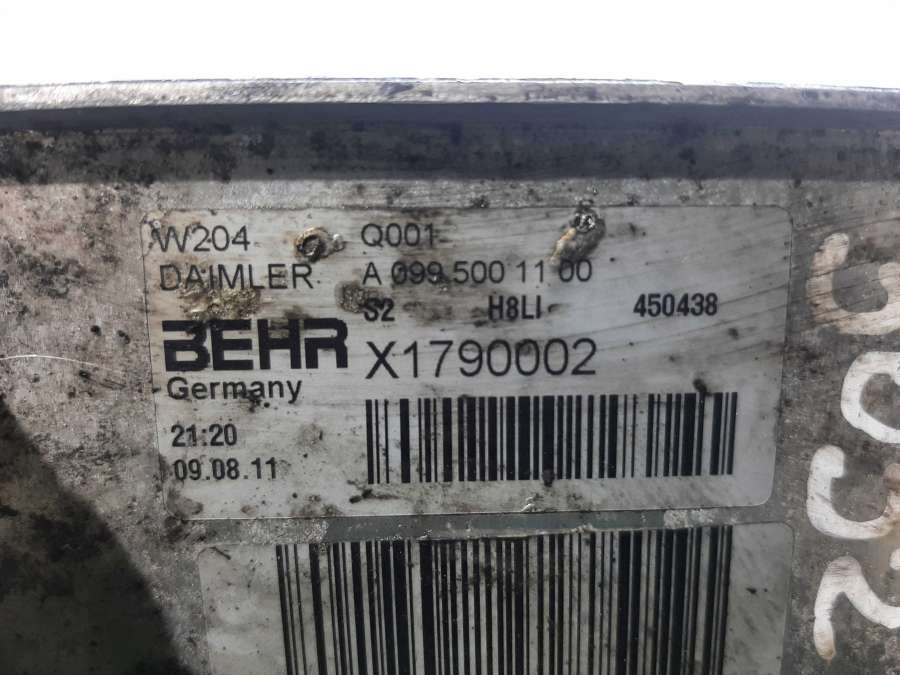 W204 Q001
DAIMLER A 099 500 11 00
S2 H8LI 450438
BEHR X1790002
Germany
21:20
09.08.11